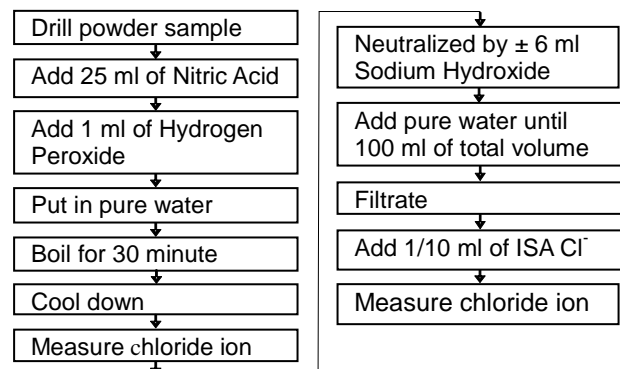 Drill powder sample
Add 25 ml of Nitric Acid
Add 1 ml of Hydrogen
Peroxide
Put in pure water
Boil for 30 minute
Cool down
Measure chloride ion
Neutralized by ± 6 ml
Sodium Hydroxide
Add pure water until
100 ml of total volume
Filtrate
Add 1/10 ml of ISA Cl⁻
Measure chloride ion